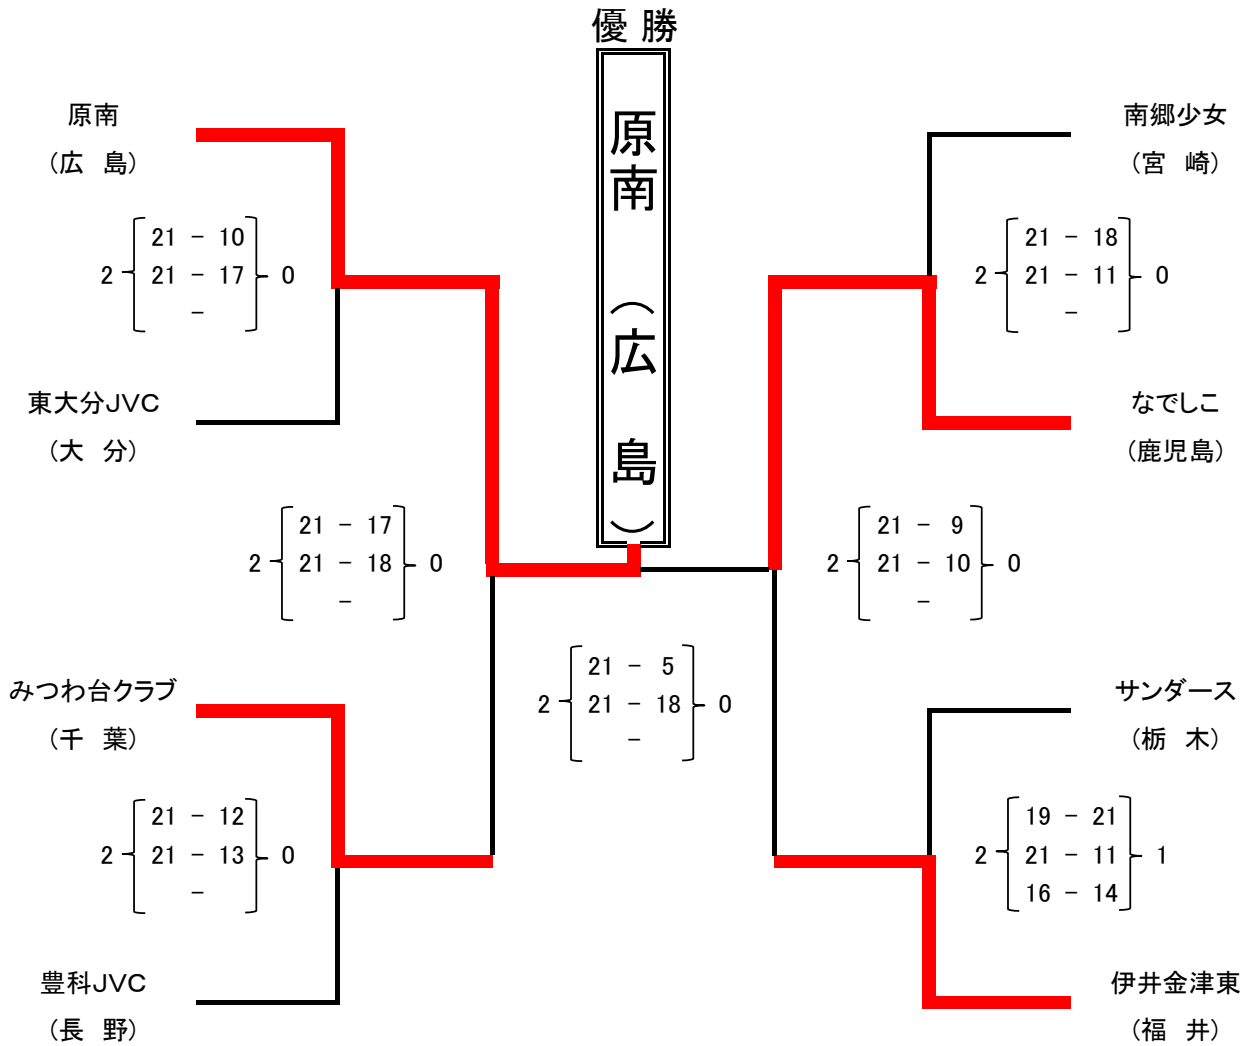 優 勝
原南 （広 島）
原南
（広 島）
2 21 - 10 0
21 - 17
-
東大分JVC
（大 分）
2 21 - 17 0
21 - 18
-
みつわ台クラブ
（千 葉）
2 21 - 12 0
21 - 13
-
豊科JVC
（長 野）
2 21 - 5 0
21 - 18
-
南郷少女
（宮 崎）
2 21 - 18 0
21 - 11
-
なでしこ
（鹿児島）
2 21 - 9 0
21 - 10
-
サンダース
（栃 木）
2 19 - 21 1
21 - 11
16 - 14
伊井金津東
（福 井）